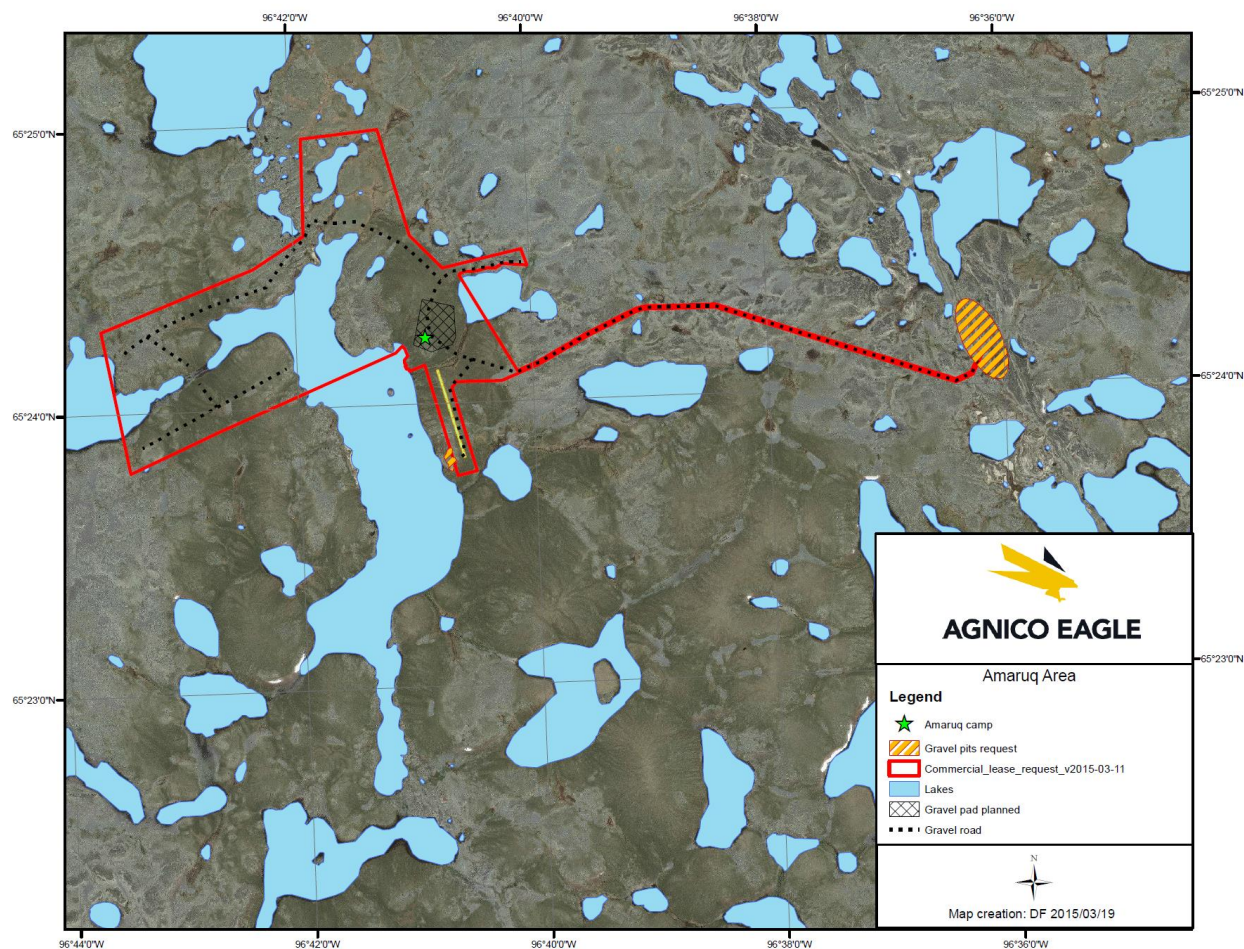 96°42'0"W
96°40'0"W
96°38'0"W
96°36'0"W
65°25'0"N
65°25'0"N
65°24'0"N
65°24'0"N
65°23'0"N
65°23'0"N
AGNICO EAGLE
Amaruq Area
Legend
Amaruq camp
Gravel pits request
Commercial_lease_request_v2015-03-11
Lakes
Gravel pad planned
Gravel road
N
Map creation: DF 2015/03/19
96°44'0"W
96°42'0"W
96°40'0"W
96°38'0"W
96°36'0"W